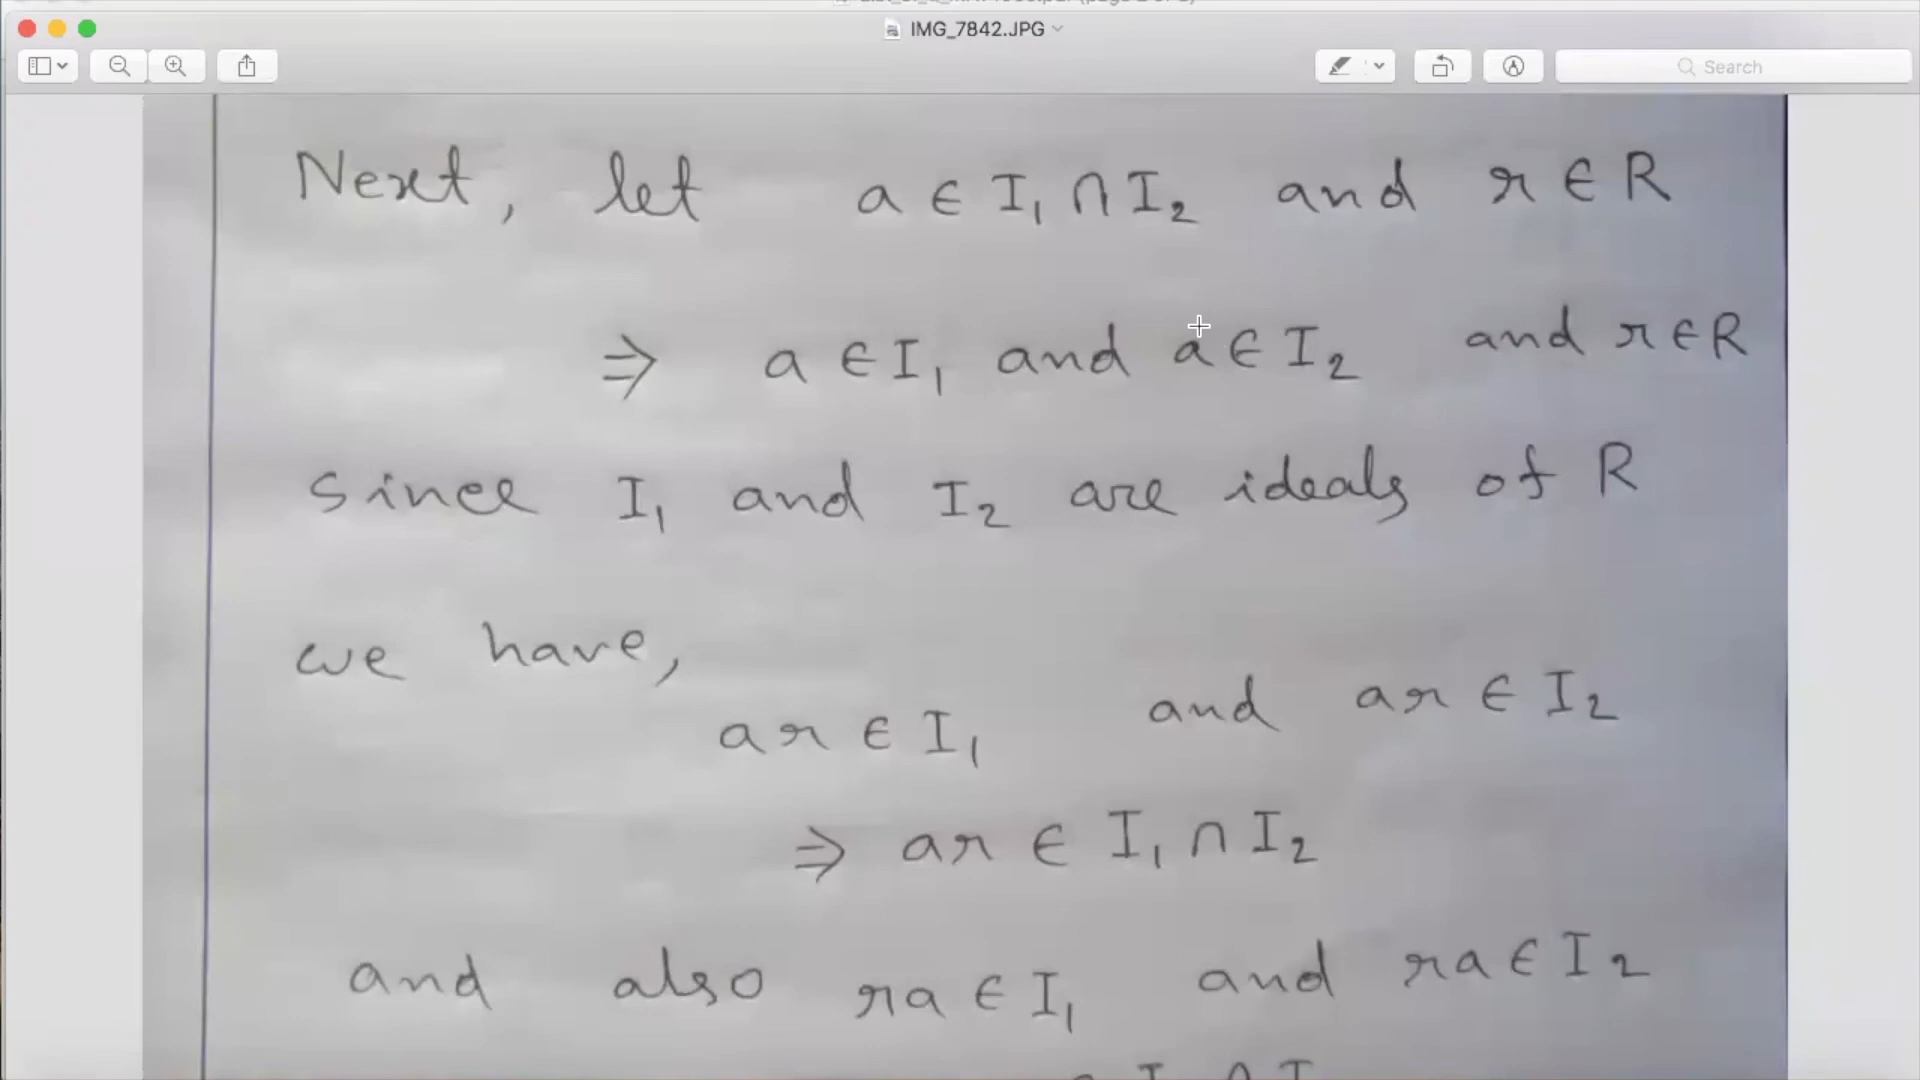 IMG_7842.JPG
Search
Next, let a ∈ I₁ ∩ I₂ and r ∈ R
⇒ a ∈ I₁ and a ∈ I₂ and r ∈ R
since I₁ and I₂ are ideals of R
we have,
ar ∈ I₁ and ar ∈ I₂
⇒ ar ∈ I₁ ∩ I₂
and also ra ∈ I₁ and ra ∈ I₂